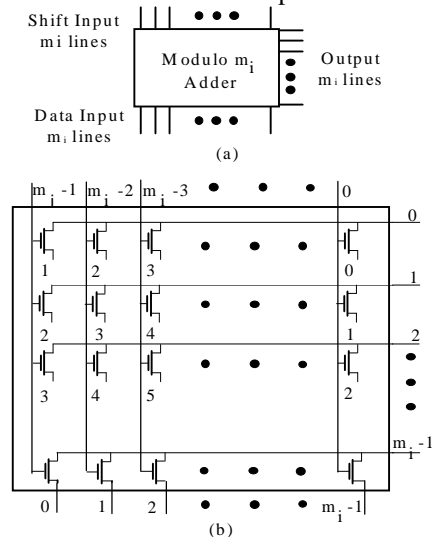 Shift Input
mi lines
Modulo mi
Adder
Output
mi lines
Data Input
mi lines
(a)
mi -1 mi -2 mi -3 0
0
1 2 3 0
1
2 3 4 1
2
3 4 5 2
mi -1
0 1 2 mi -1
(b)